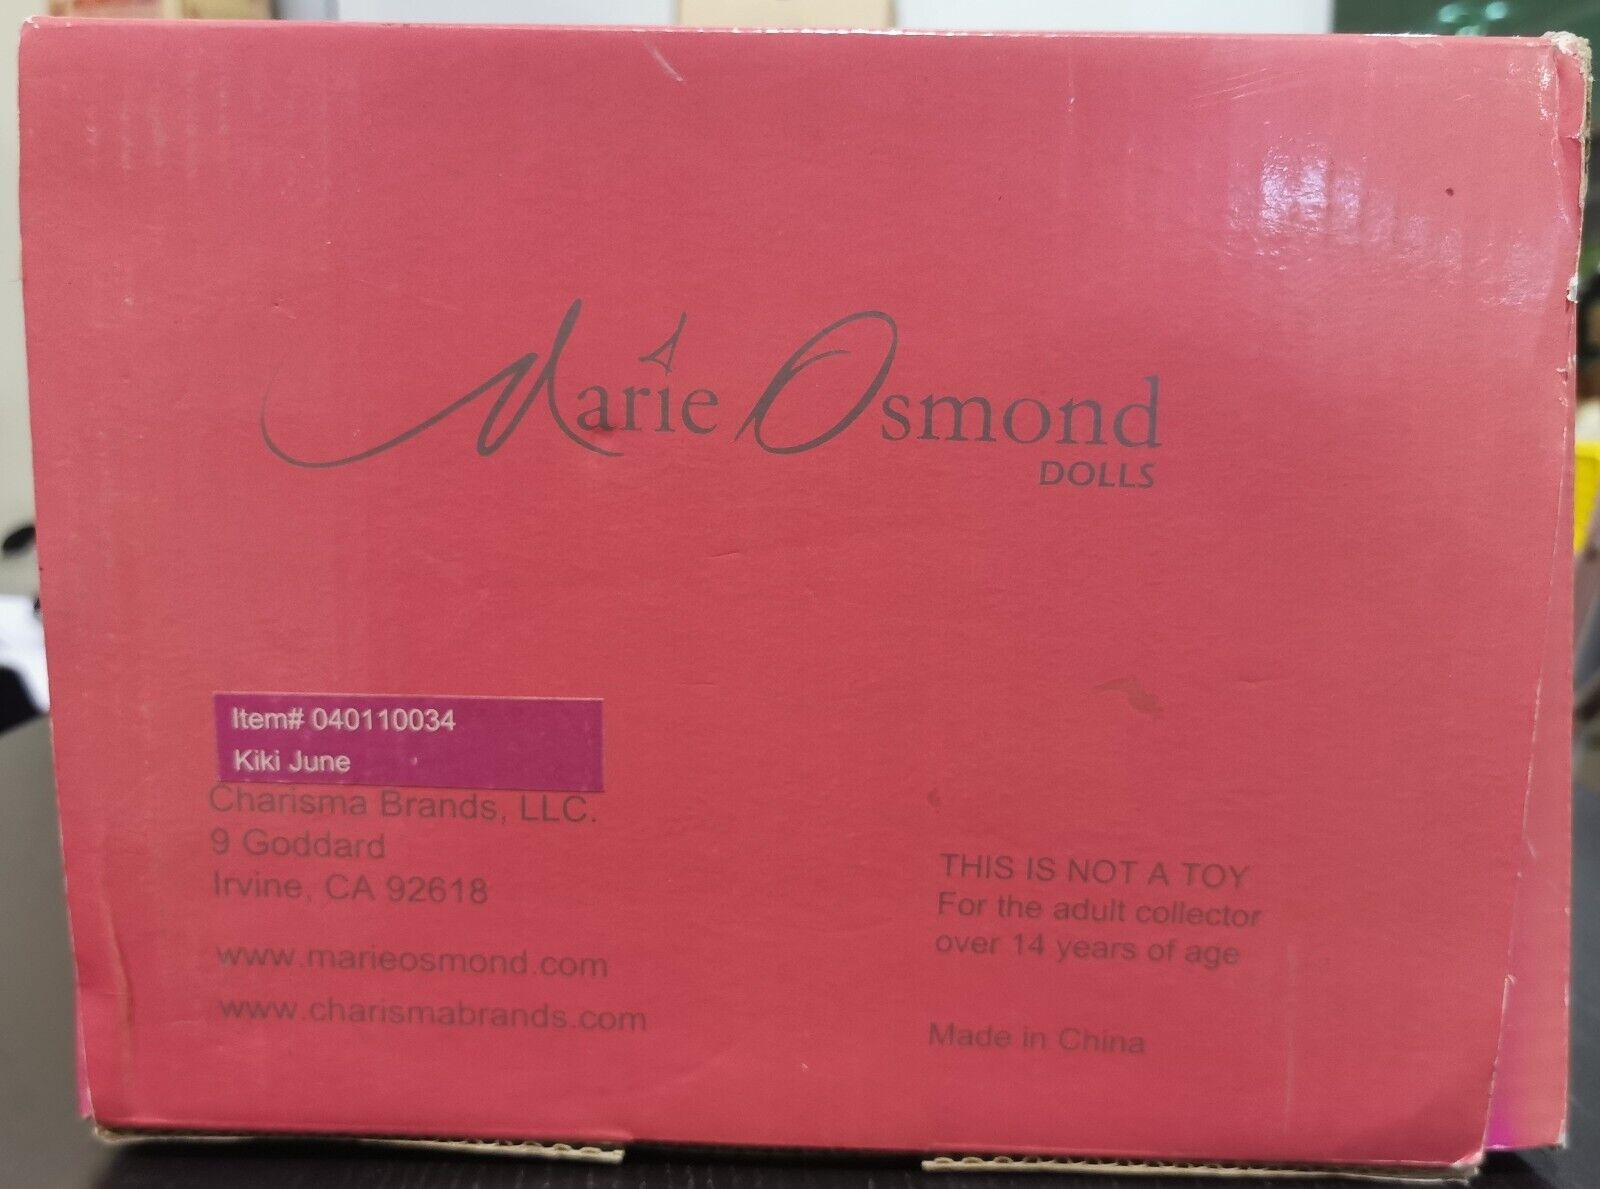 Marie Osmond
DOLLS
Item# 040110034
Kiki June
Charisma Brands, LLC.
9 Goddard
Irvine, CA 92618
www.marieosmond.com
www.charismabrands.com
THIS IS NOT A TOY
For the adult collector
over 14 years of age
Made in China